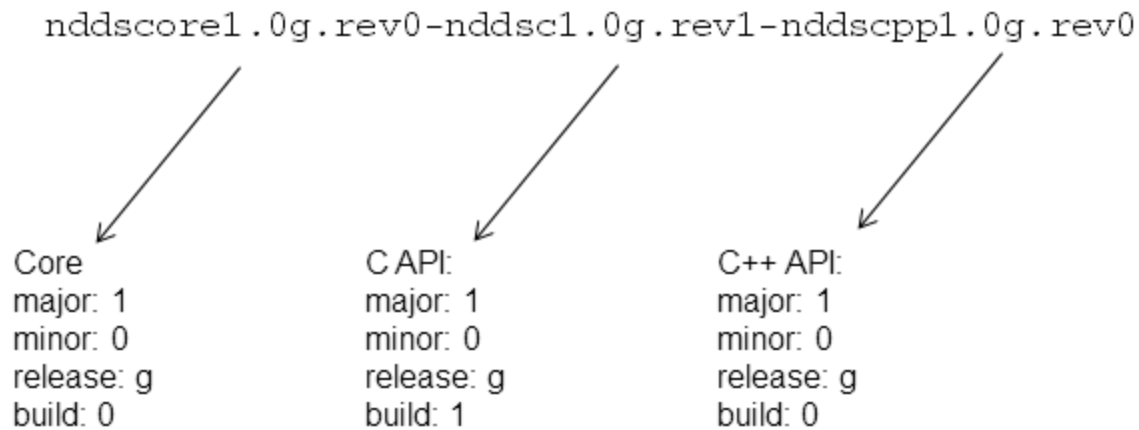 nddscore1.0g.rev0-nddsc1.0g.rev1-nddscpp1.0g.rev0
Core
major: 1
minor: 0
release: g
build: 0
C API:
major: 1
minor: 0
release: g
build: 1
C++ API:
major: 1
minor: 0
release: g
build: 0